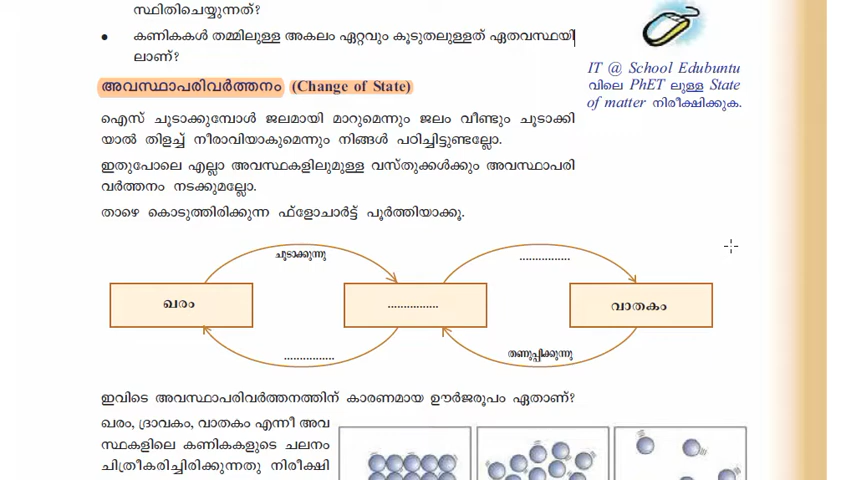 സ്ഥിതിചെയ്യുന്നത്?
• കണികകൾ തമ്മിലുള്ള അകലം ഏറ്റവും കൂടുതലുള്ളത് ഏതവസ്ഥയി
ലാണ്?
അവസ്ഥാപരിവർത്തനം (Change of State)
ഐസ് ചൂടാക്കുമ്പോൾ ജലമായി മാറുമെന്നും ജലം വീണ്ടും ചൂടാക്കി
യാൽ തിളച്ച് നീരാവിയാകുമെന്നും നിങ്ങൾ പഠിച്ചിട്ടുണ്ടല്ലോ.
ഇതുപോലെ എല്ലാ അവസ്ഥകളിലുമുള്ള വസ്തുക്കൾക്കും അവസ്ഥാപരി
വർത്തനം നടക്കുമല്ലോ.
താഴെ കൊടുത്തിരിക്കുന്ന ഫ്ളോചാർട്ട് പൂർത്തിയാക്കൂ.
IT @ School Edubuntu
വിലെ PhET ലുള്ള State
of matter നിരീക്ഷിക്കുക.
ചൂടാക്കുന്നു
...............
ഖരം
...............
വാതകം
...............
തണുപ്പിക്കുന്നു
ഇവിടെ അവസ്ഥാപരിവർത്തനത്തിന് കാരണമായ ഊർജരൂപം ഏതാണ്?
ഖരം, ദ്രാവകം, വാതകം എന്നീ അവ
സ്ഥകളിലെ കണികകളുടെ ചലനം
ചിത്രീകരിച്ചിരിക്കുന്നതു നിരീക്ഷി